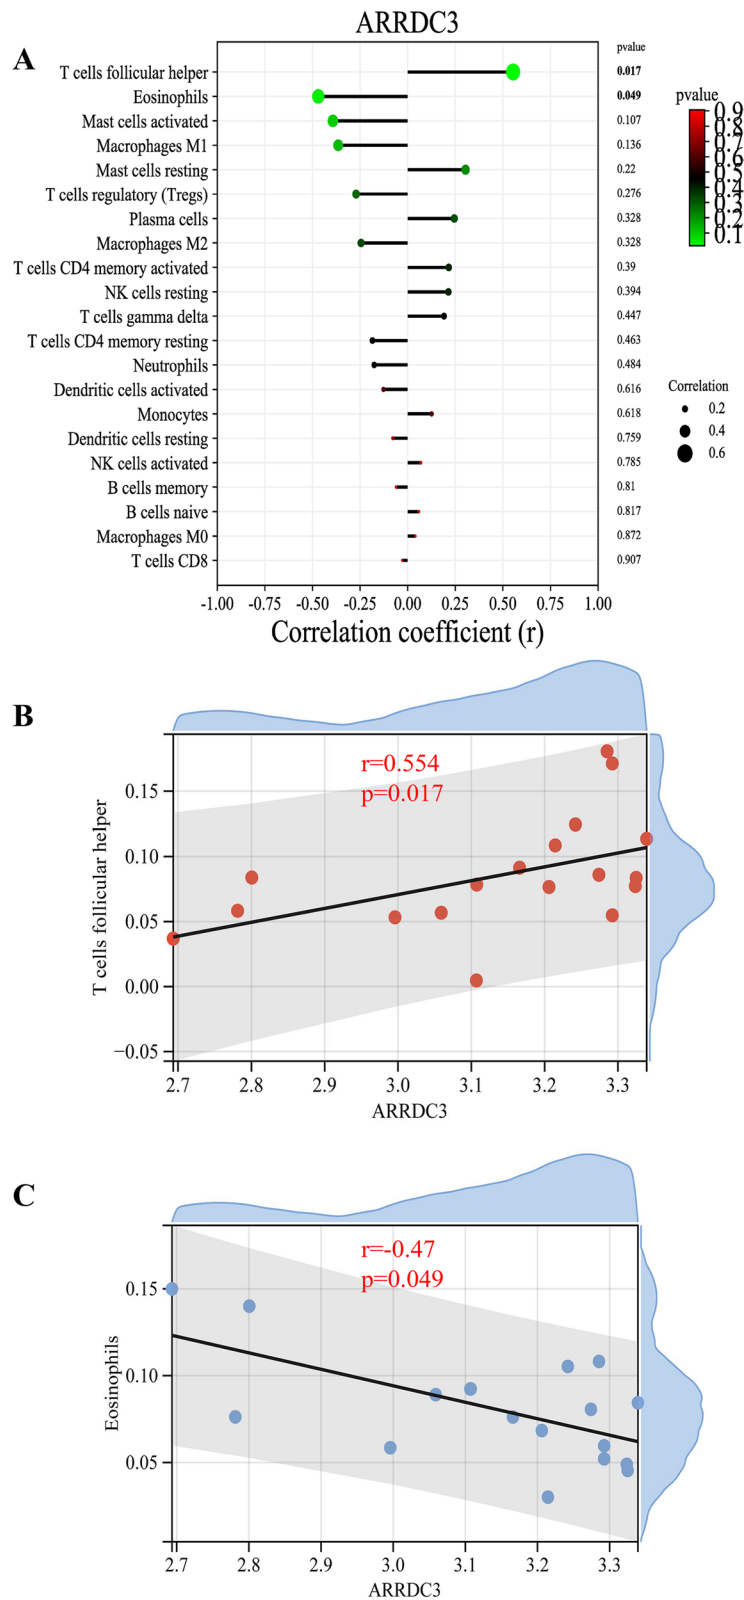 A
ARRDC3
pvalue
T cells follicular helper 0.017
Eosinophils 0.049
Mast cells activated 0.107
Macrophages M1 0.136
Mast cells resting 0.22
T cells regulatory (Tregs) 0.276
Plasma cells 0.328
Macrophages M2 0.328
T cells CD4 memory activated 0.39
NK cells resting 0.394
T cells gamma delta 0.447
T cells CD4 memory resting 0.463
Neutrophils 0.484
Dendritic cells activated 0.616
Monocytes 0.618
Dendritic cells resting 0.759
NK cells activated 0.785
B cells memory 0.81
B cells naive 0.817
Macrophages M0 0.872
T cells CD8 0.907
-1.00 -0.75 -0.50 -0.25 0.00 0.25 0.50 0.75 1.00
Correlation coefficient (r)
pvalue
0.9
0.8
0.7
0.6
0.5
0.4
0.3
0.2
0.1
Correlation
0.2
0.4
0.6
B
r=0.554
p=0.017
T cells follicular helper
0.15
0.10
0.05
0.00
−0.05
2.7 2.8 2.9 3.0 3.1 3.2 3.3
ARRDC3
C
r=-0.47
p=0.049
Eosinophils
0.15
0.10
0.05
2.7 2.8 2.9 3.0 3.1 3.2 3.3
ARRDC3